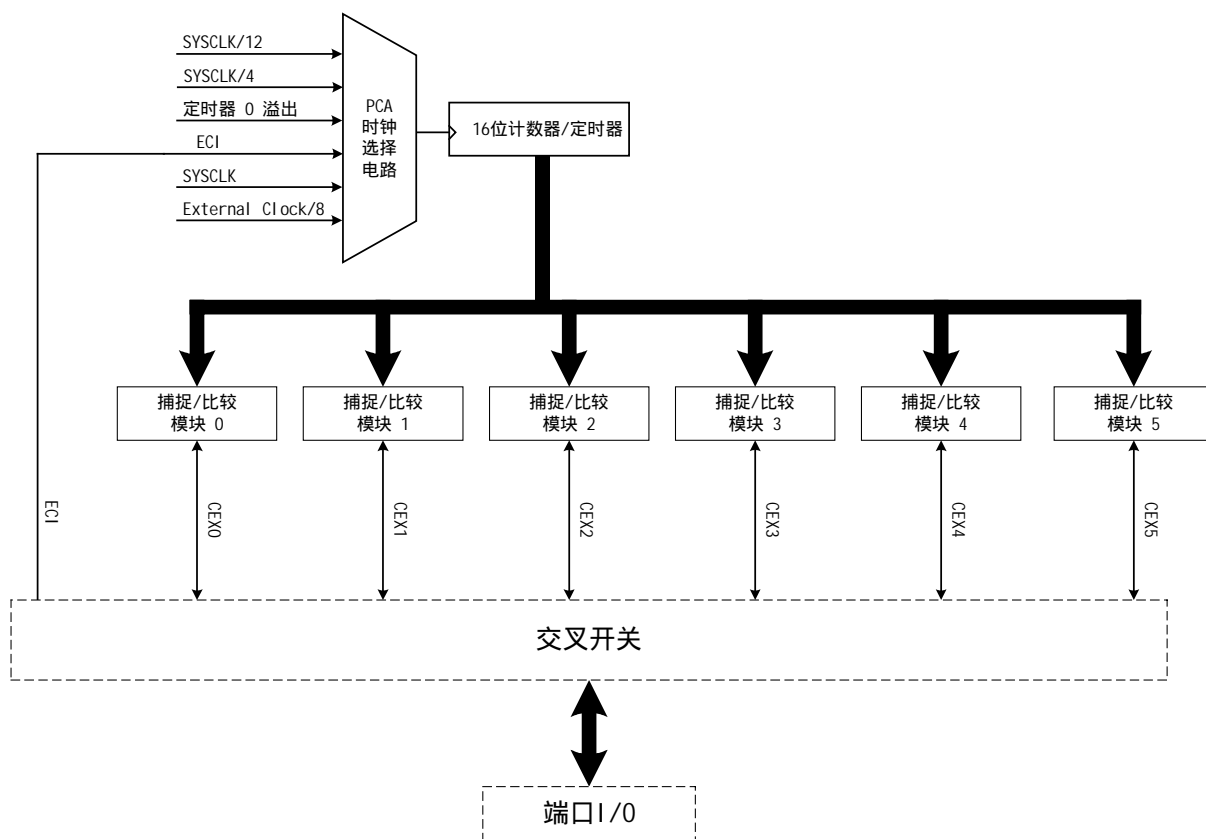 SYSCLK/12
SYSCLK/4
定时器 0 溢出
ECI
SYSCLK
External Clock/8
PCA
时钟
选择
电路
16位计数器/定时器
捕捉/比较
模块 0
捕捉/比较
模块 1
捕捉/比较
模块 2
捕捉/比较
模块 3
捕捉/比较
模块 4
捕捉/比较
模块 5
ECI
CEX0
CEX1
CEX2
CEX3
CEX4
CEX5
交叉开关
端口I/O